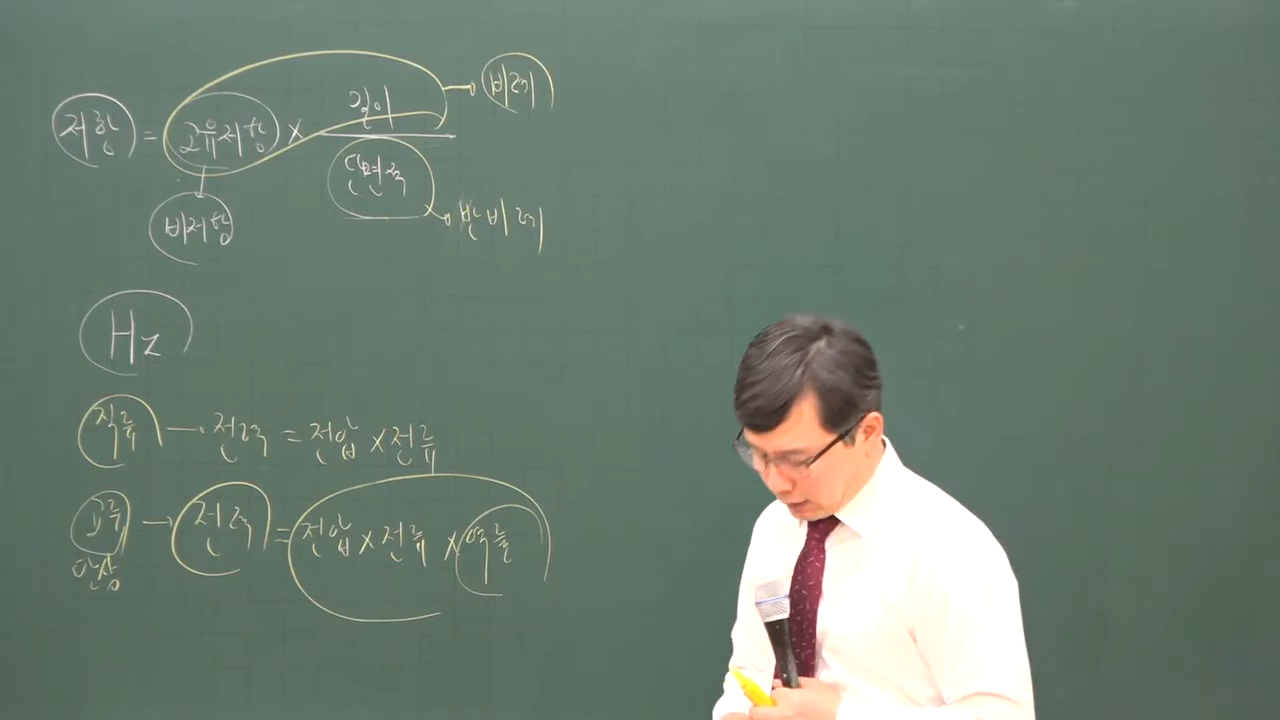 저항 = 고유저항 × 길이 / 단면적
→ 비례
비저항
→ 반비례
Hz
직류 → 전력 = 전압 × 전류
교류 → 전력 = 전압 × 전류 × 역률
단상